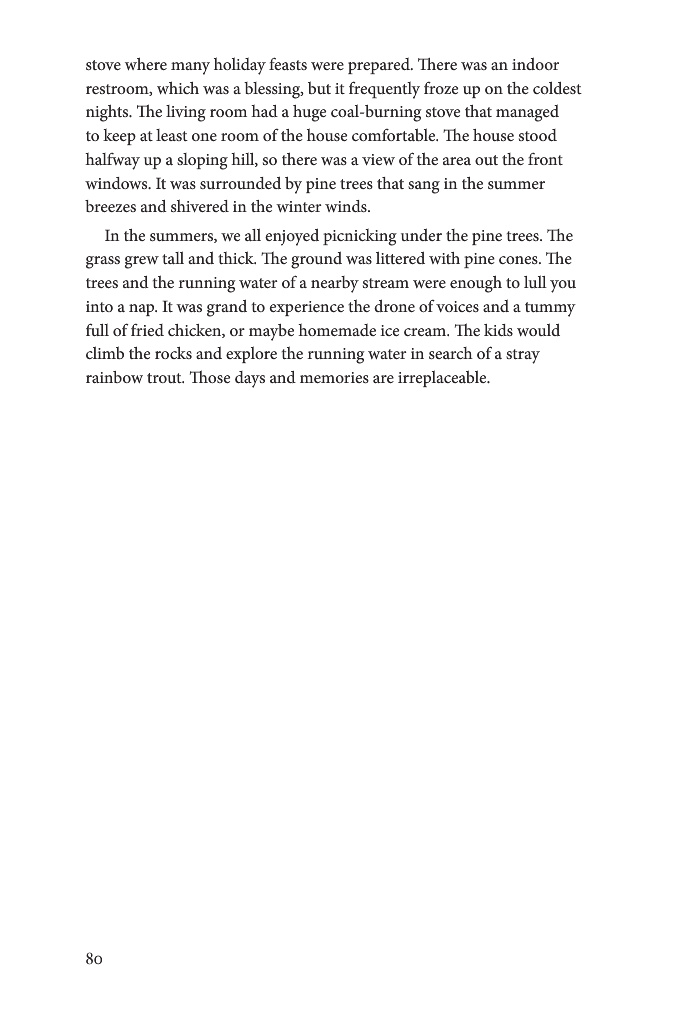 stove where many holiday feasts were prepared. There was an indoor
restroom, which was a blessing, but it frequently froze up on the coldest
nights. The living room had a huge coal-burning stove that managed
to keep at least one room of the house comfortable. The house stood
halfway up a sloping hill, so there was a view of the area out the front
windows. It was surrounded by pine trees that sang in the summer
breezes and shivered in the winter winds.
In the summers, we all enjoyed picnicking under the pine trees. The
grass grew tall and thick. The ground was littered with pine cones. The
trees and the running water of a nearby stream were enough to lull you
into a nap. It was grand to experience the drone of voices and a tummy
full of fried chicken, or maybe homemade ice cream. The kids would
climb the rocks and explore the running water in search of a stray
rainbow trout. Those days and memories are irreplaceable.
80